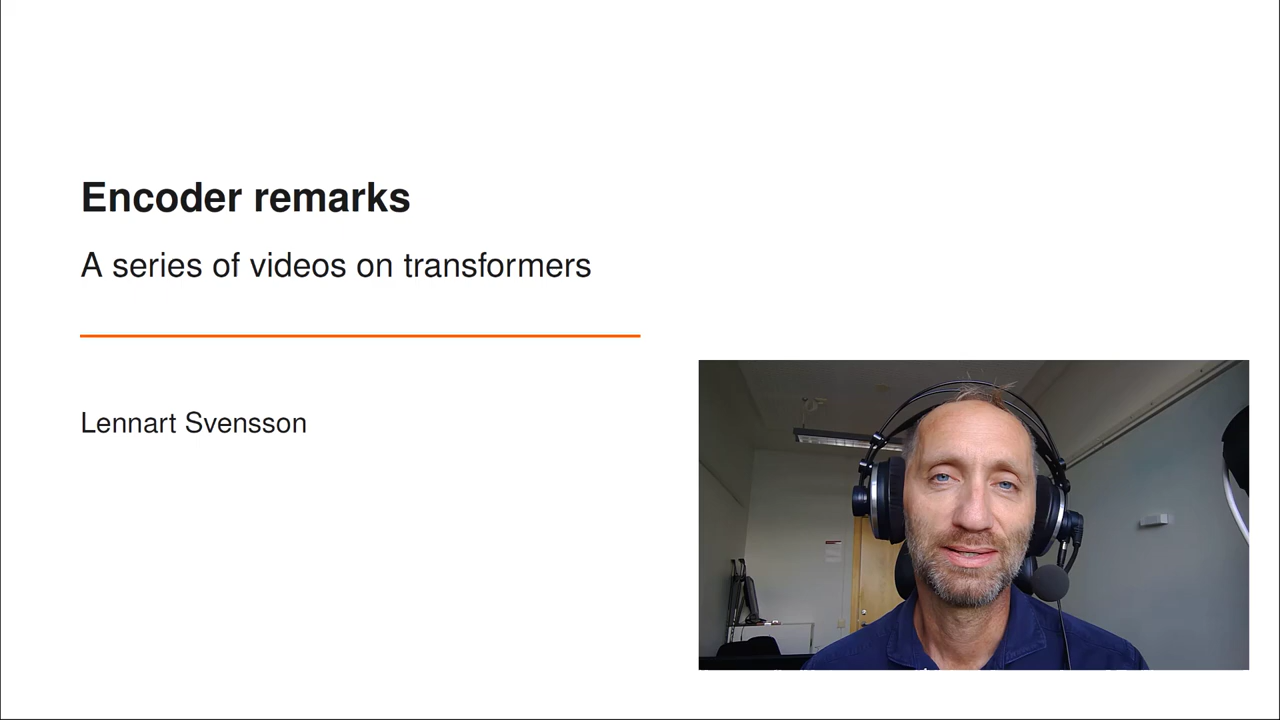 Encoder remarks
A series of videos on transformers
Lennart Svensson